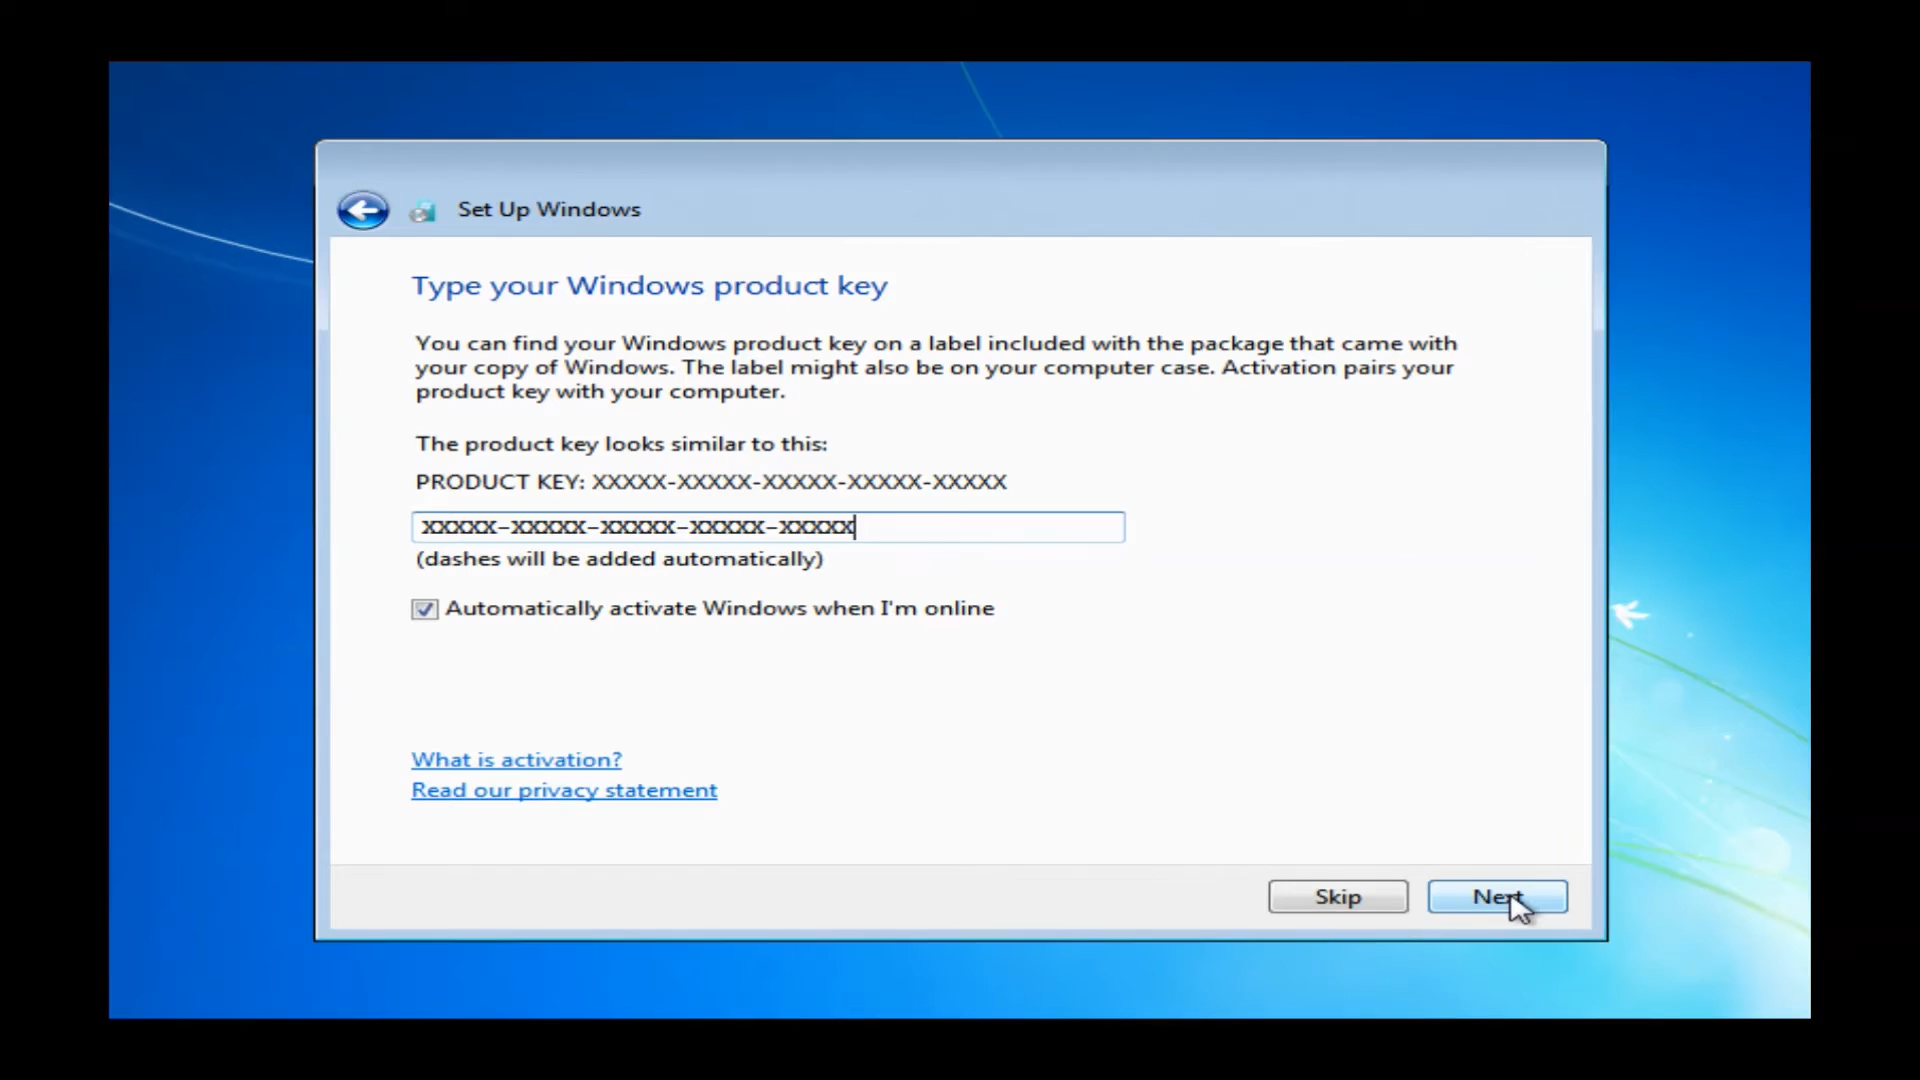 Set Up Windows
Type your Windows product key
You can find your Windows product key on a label included with the package that came with
your copy of Windows. The label might also be on your computer case. Activation pairs your
product key with your computer.
The product key looks similar to this:
PRODUCT KEY: XXXXX-XXXXX-XXXXX-XXXXX-XXXXX
XXXXX-XXXXX-XXXXX-XXXXX-XXXXX
(dashes will be added automatically)
Automatically activate Windows when I'm online
What is activation?
Read our privacy statement
Skip
Next